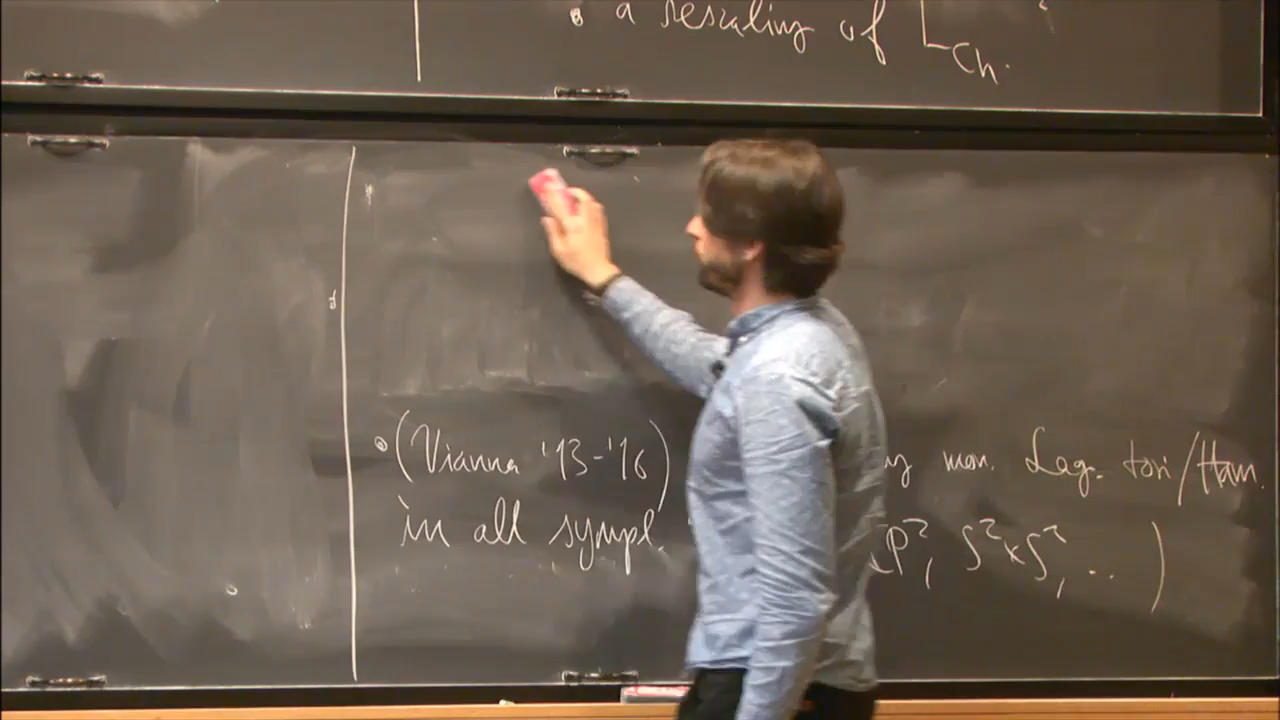 • a rescaling of L_Ch.
• (Vianna '13-'16) mon. Lag. tori/Ham.
in all sympl. P², S²×S², .. )